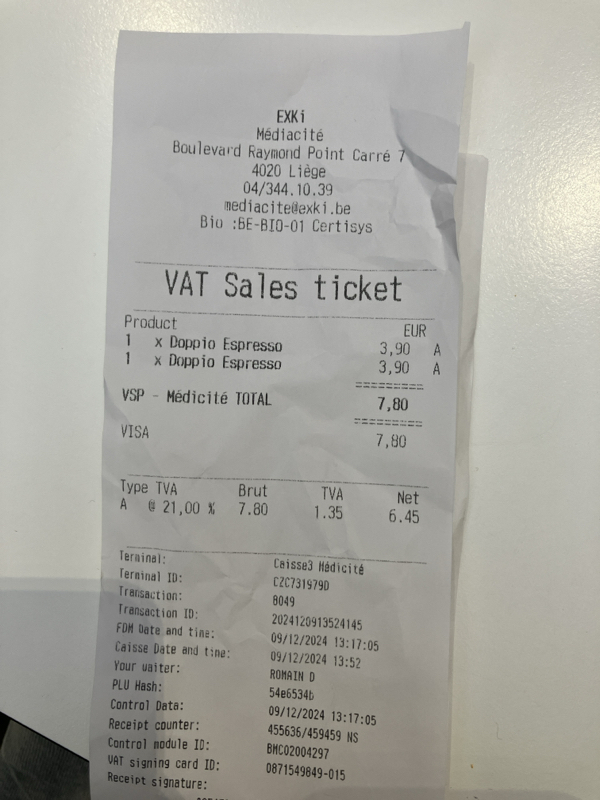 EXKi
Médiacité
Boulevard Raymond Point Carré 7
4020 Liège
04/344.10.39
mediacite@exki.be
Bio :BE-BIO-01 Certisys
VAT Sales ticket
Product EUR
1 x Doppio Espresso 3,90 A
1 x Doppio Espresso 3,90 A
=========
VSP - Médicité TOTAL 7,80
=========
VISA 7,80
Type TVA Brut TVA Net
A @ 21,00 % 7.80 1.35 6.45
Terminal: Caisse3 Médicité
Terminal ID: CZC731979D
Transaction: 8049
Transaction ID: 2024120913524145
FDM Date and time: 09/12/2024 13:17:05
Caisse Date and time: 09/12/2024 13:52
Your waiter: ROMAIN D
PLU Hash: 54e6534b
Control Data: 09/12/2024 13:17:05
Receipt counter: 455636/459459 NS
Control module ID: BMC02004297
VAT signing card ID: 0871549849-015
Receipt signature: